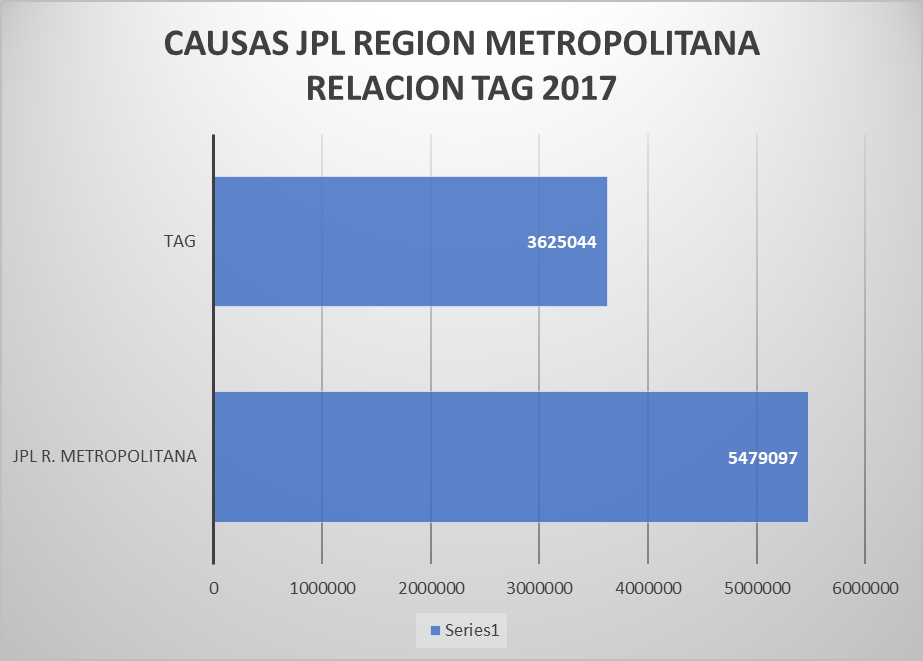 CAUSAS JPL REGION METROPOLITANA
RELACION TAG 2017
TAG
3625044
JPL R. METROPOLITANA
5479097
0 1000000 2000000 3000000 4000000 5000000 6000000
Series1